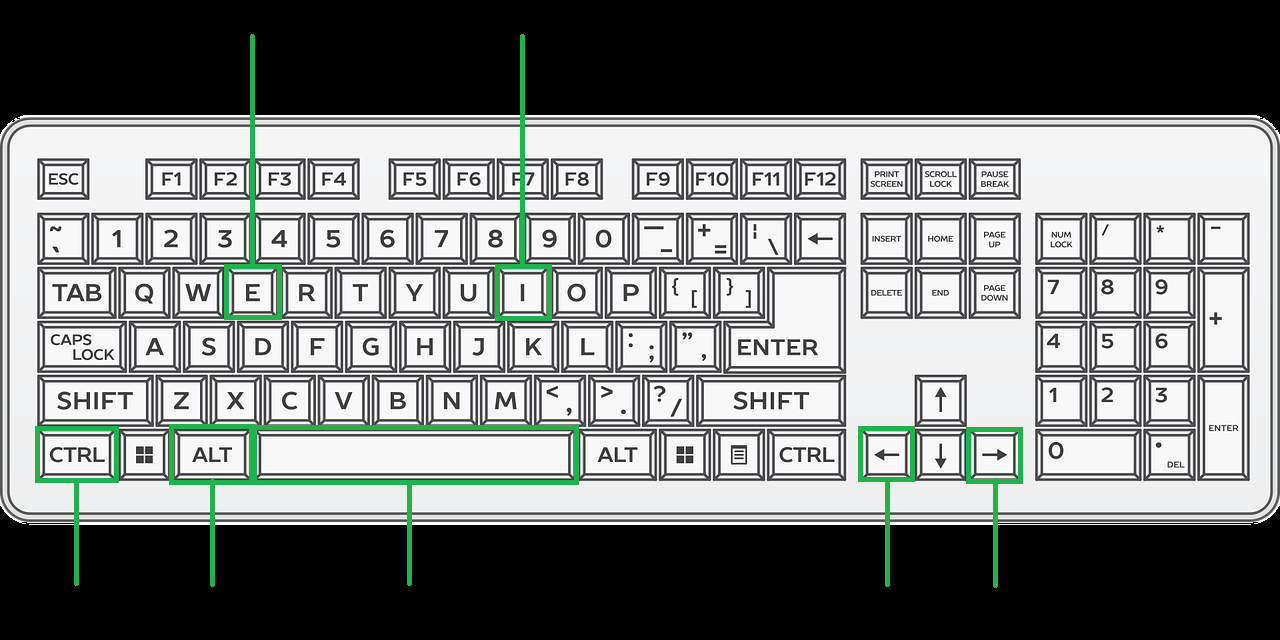 ESC F1 F2 F3 F4 F5 F6 F7 F8 F9 F10 F11 F12 PRINT SCREEN SCROLL LOCK PAUSE BREAK
~ ` 1 2 3 4 5 6 7 8 9 0 — _ + = ¦ \ ← INSERT HOME PAGE UP NUM LOCK / * −
TAB Q W E R T Y U I O P { [ } ] DELETE END PAGE DOWN 7 8 9 +
CAPS LOCK A S D F G H J K L : ; ” , ENTER 4 5 6
SHIFT Z X C V B N M < , > . ? / SHIFT ↑ 1 2 3 ENTER
CTRL ALT ALT CTRL ← ↓ → 0 • DEL